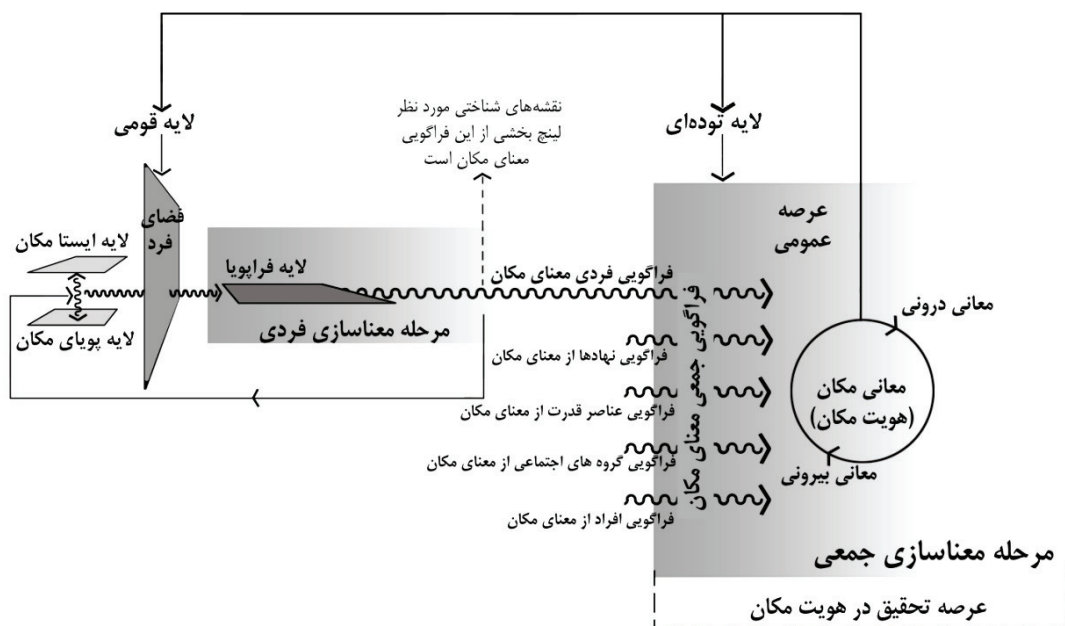 نقشه‌های شناختی مورد نظر
لینچ بخشی از این فراگویی
معنای مکان است
لایه توده‌ای
لایه قومی
عرصه
عمومی
فضای
فرد
لایه ایستا مکان
لایه فراپویا
فراگویی فردی معنای مکان
لایه پویای مکان
مرحله معناسازی فردی
فراگویی جمعی معنای مکان
معانی درونی
فراگویی نهادها از معنای مکان
معانی مکان
(هویت مکان)
فراگویی عناصر قدرت از معنای مکان
فراگویی گروه های اجتماعی از معنای مکان
معانی بیرونی
فراگویی افراد از معنای مکان
مرحله معناسازی جمعی
عرصه تحقیق در هویت مکان